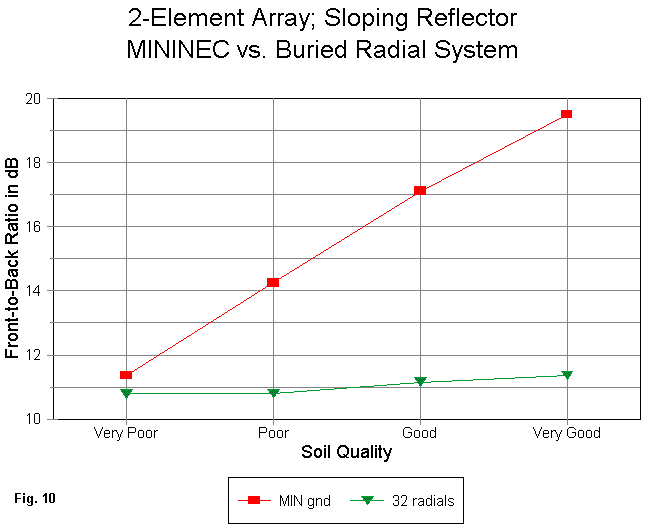 2-Element Array; Sloping Reflector
MININEC vs. Buried Radial System
Front-to-Back Ratio in dB
20
18
16
14
12
10
Very Poor Poor Good Very Good
Soil Quality
Fig. 10
MIN gnd 32 radials